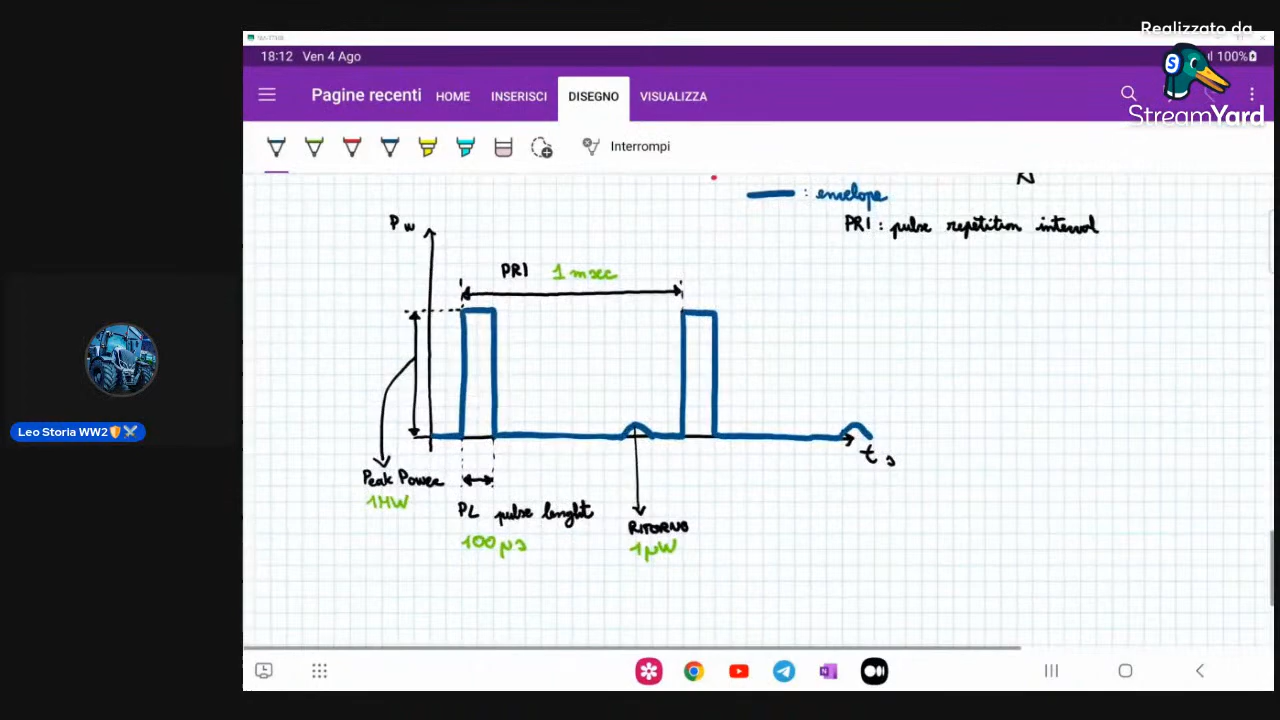 Realizzato da
StreamYard
18:12 Ven 4 Ago
100%
Pagine recenti HOME INSERISCI DISEGNO VISUALIZZA
Interrompi
N
: envelope
PRI : pulse repetition interval
P w
PRI 1 msec
t s
Peak Power
1MW
PL pulse lenght
100 μs
RITORNO
1μW
Leo Storia WW2